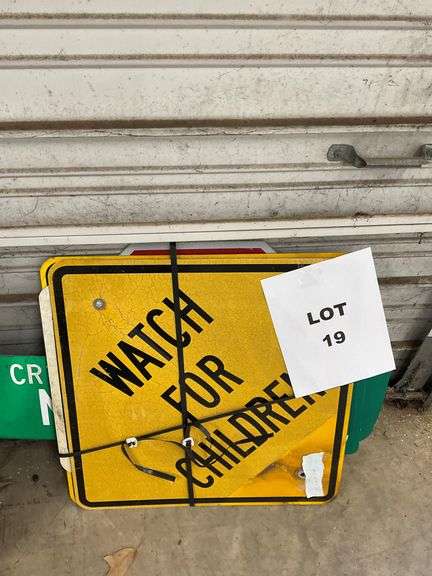 LOT
19
WATCH
FOR
CHILDREN
CR